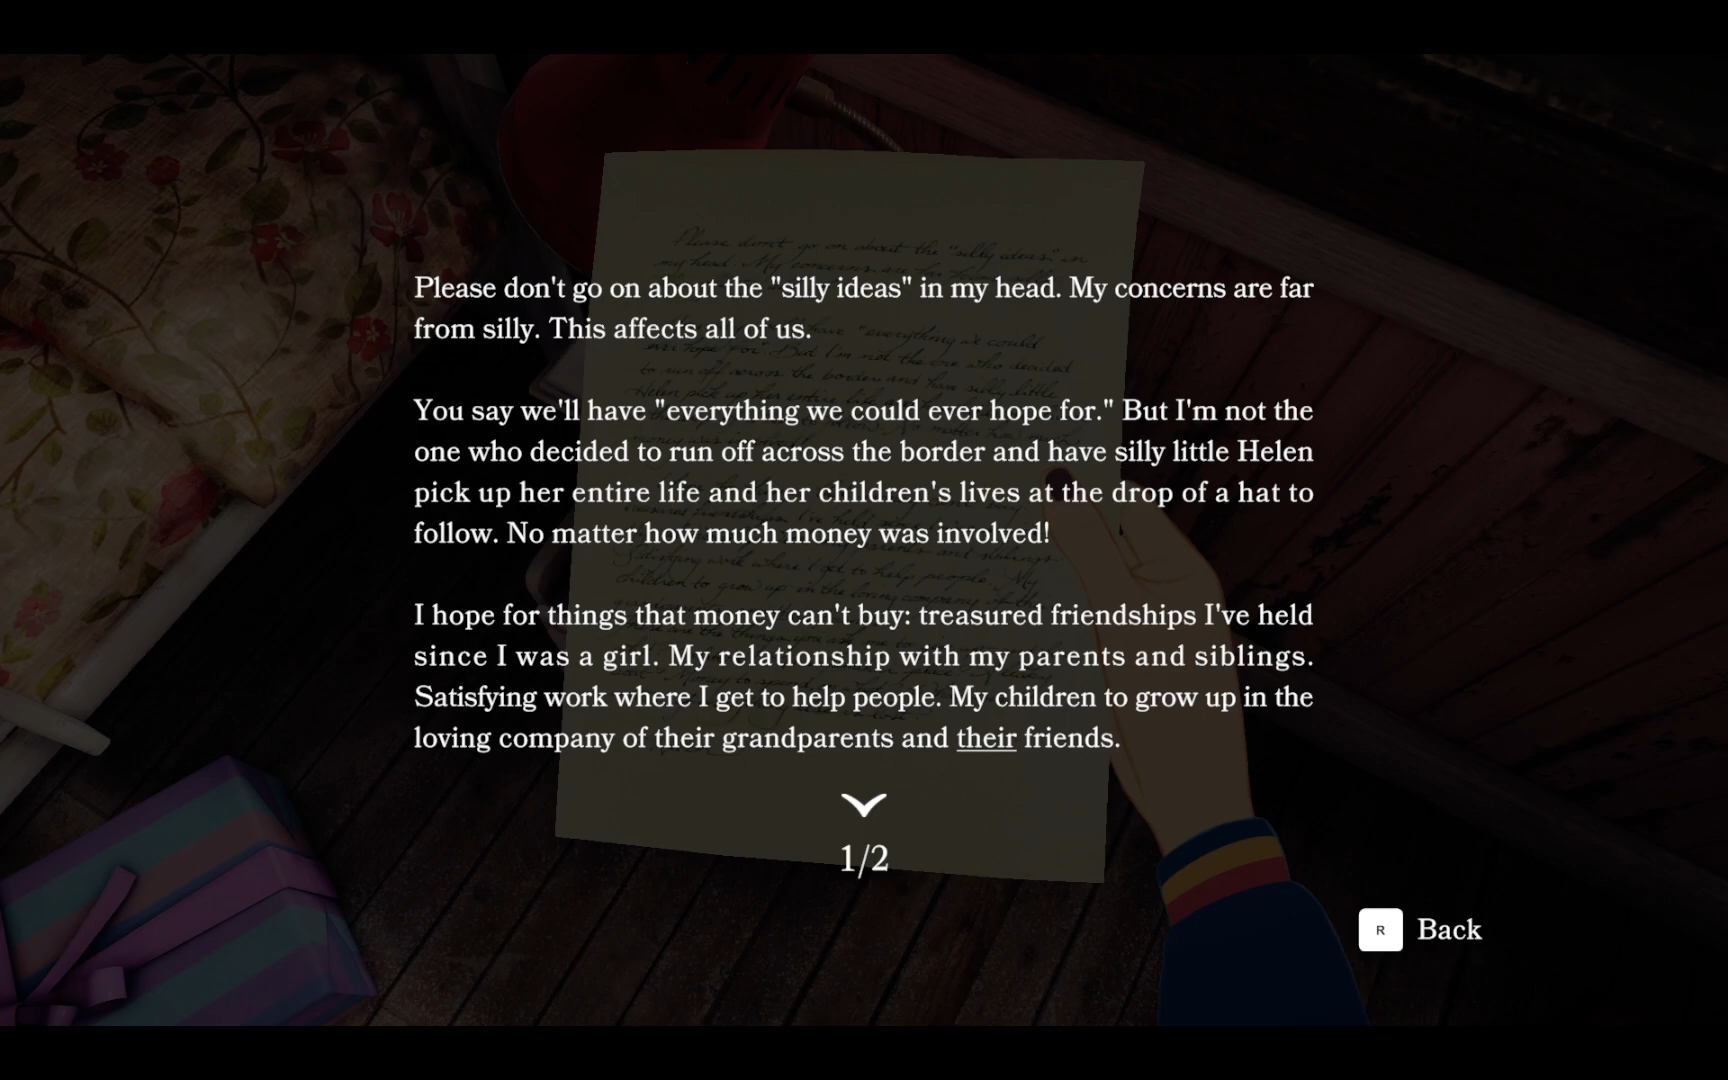 Please don't go on about the "silly ideas" in my head. My concerns are far
from silly. This affects all of us.
You say we'll have "everything we could ever hope for." But I'm not the
one who decided to run off across the border and have silly little Helen
pick up her entire life and her children's lives at the drop of a hat to
follow. No matter how much money was involved!
I hope for things that money can't buy: treasured friendships I've held
since I was a girl. My relationship with my parents and siblings.
Satisfying work where I get to help people. My children to grow up in the
loving company of their grandparents and their friends.
1/2
R Back